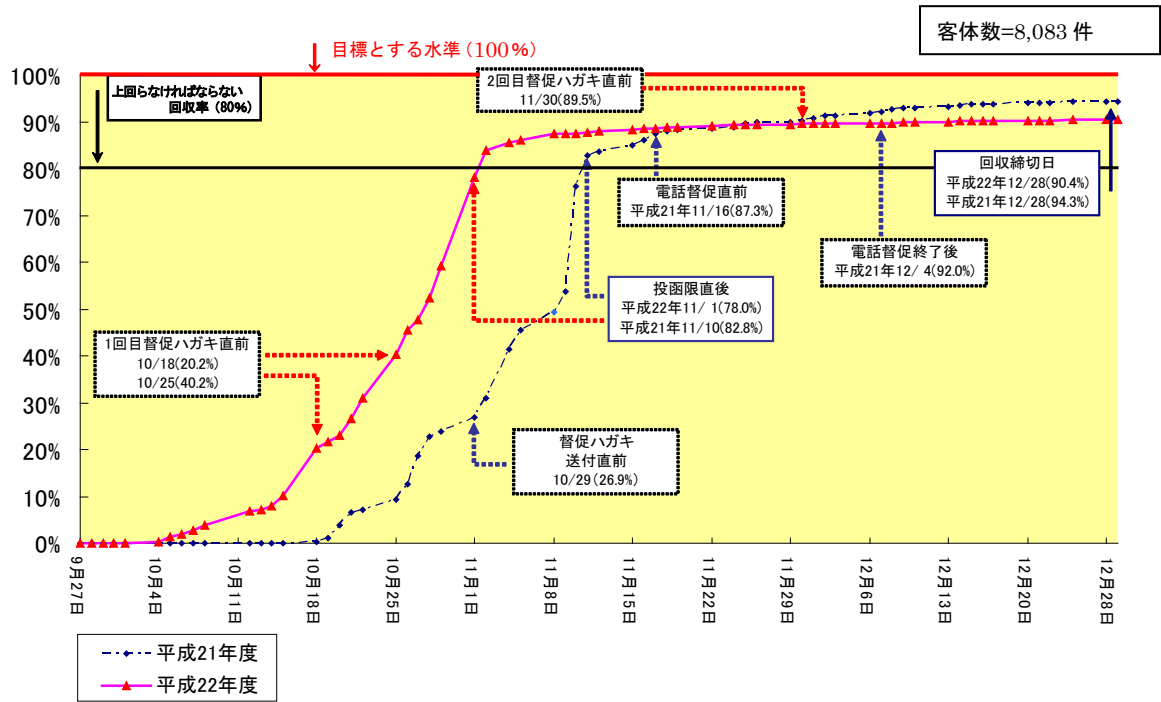 客体数=8,083 件
目標とする水準（100％）
100%
90%
80%
70%
60%
50%
40%
30%
20%
10%
0%
上回らなければならない
回収率（80％）
2回目督促ハガキ直前
11/30(89.5%)
電話督促直前
平成21年11/16(87.3%)
回収締切日
平成22年12/28(90.4%)
平成21年12/28(94.3%)
電話督促終了後
平成21年12/ 4(92.0%)
投函限直後
平成22年11/ 1(78.0%)
平成21年11/10(82.8%)
1回目督促ハガキ直前
10/18(20.2%)
10/25(40.2%)
督促ハガキ
送付直前
10/29(26.9%)
9月27日
10月4日
10月11日
10月18日
10月25日
11月1日
11月8日
11月15日
11月22日
11月29日
12月6日
12月13日
12月20日
12月28日
平成21年度
平成22年度